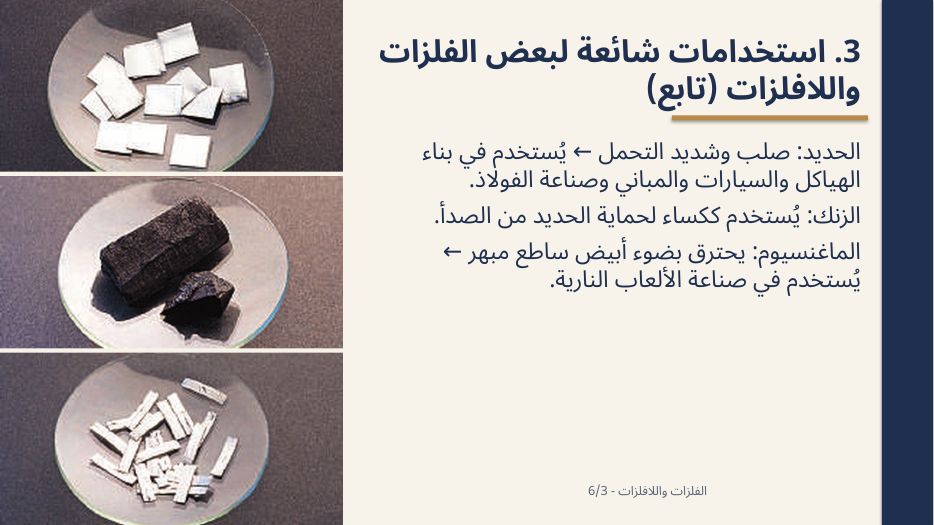 3. استخدامات شائعة لبعض الفلزات
واللافلزات (تابع)
الحديد: صلب وشديد التحمل ← يُستخدم في بناء
الهياكل والسيارات والمباني وصناعة الفولاذ.
الزنك: يُستخدم ككساء لحماية الحديد من الصدأ.
الماغنسيوم: يحترق بضوء أبيض ساطع مبهر ←
يُستخدم في صناعة الألعاب النارية.
الفلزات واللافلزات - 6/3